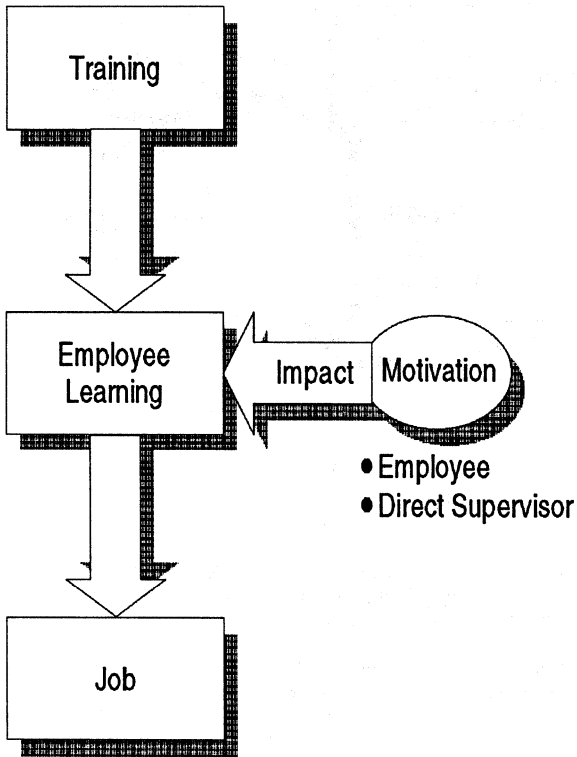 Training
Employee
Learning
Impact
Motivation
• Employee
• Direct Supervisor
Job